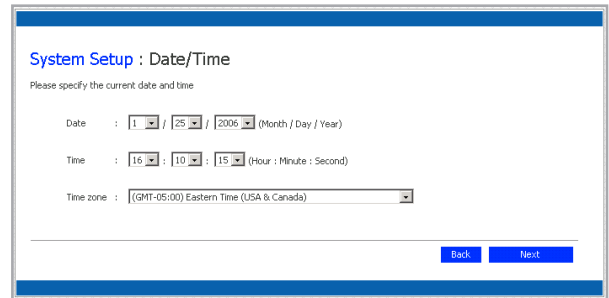 System Setup : Date/Time
Please specify the current date and time
Date : 1 / 25 / 2006 (Month / Day / Year)
Time : 16 : 10 : 15 (Hour : Minute : Second)
Time zone : (GMT-05:00) Eastern Time (USA & Canada)
Back Next